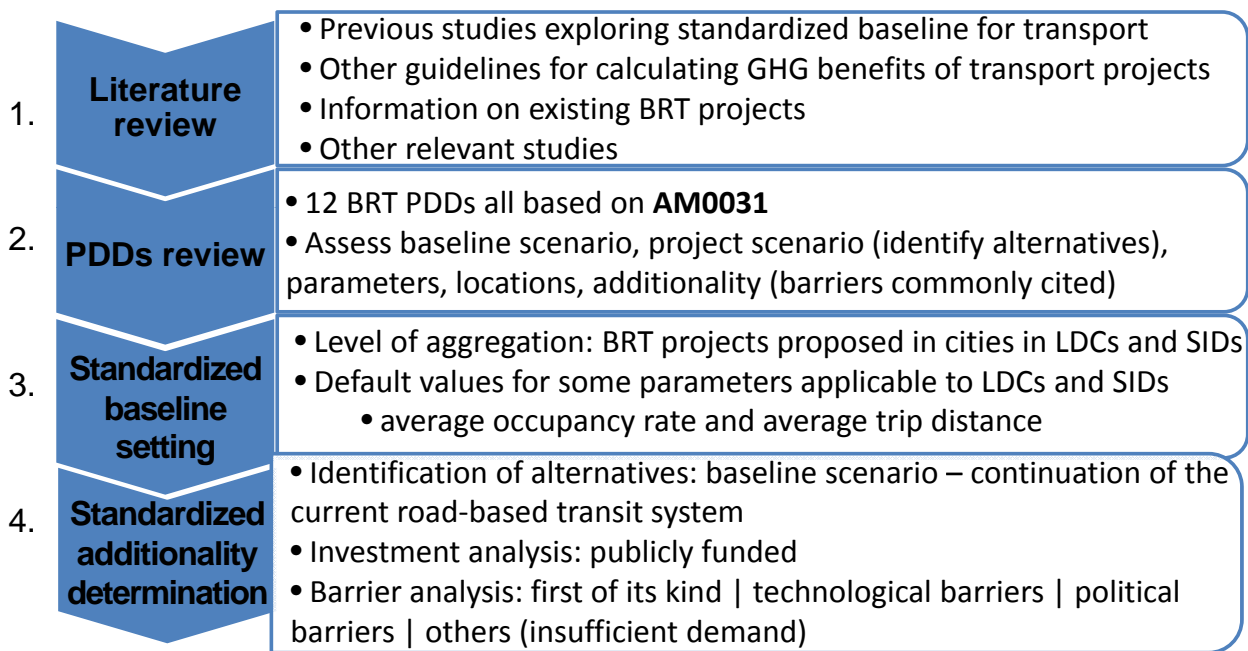 1.
Literature
review
• Previous studies exploring standardized baseline for transport
• Other guidelines for calculating GHG benefits of transport projects
• Information on existing BRT projects
• Other relevant studies
2.
PDDs review
• 12 BRT PDDs all based on AM0031
• Assess baseline scenario, project scenario (identify alternatives),
parameters, locations, additionality (barriers commonly cited)
3.
Standardized
baseline
setting
• Level of aggregation: BRT projects proposed in cities in LDCs and SIDs
• Default values for some parameters applicable to LDCs and SIDs
• average occupancy rate and average trip distance
4.
Standardized
additionality
determination
• Identification of alternatives: baseline scenario – continuation of the
current road-based transit system
• Investment analysis: publicly funded
• Barrier analysis: first of its kind | technological barriers | political
barriers | others (insufficient demand)